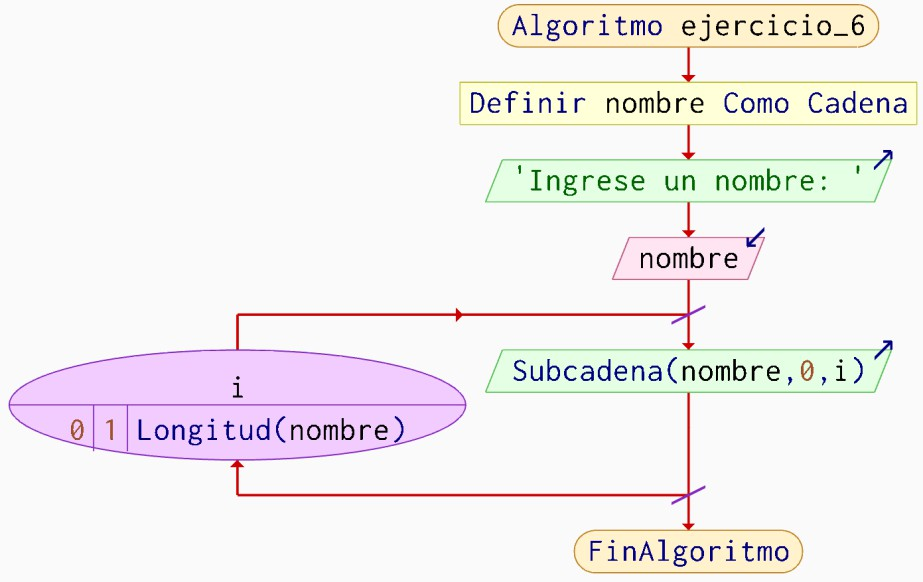 Algoritmo ejercicio_6
Definir nombre Como Cadena
'Ingrese un nombre: '
nombre
i
0 1 Longitud(nombre)
Subcadena(nombre,0,i)
FinAlgoritmo